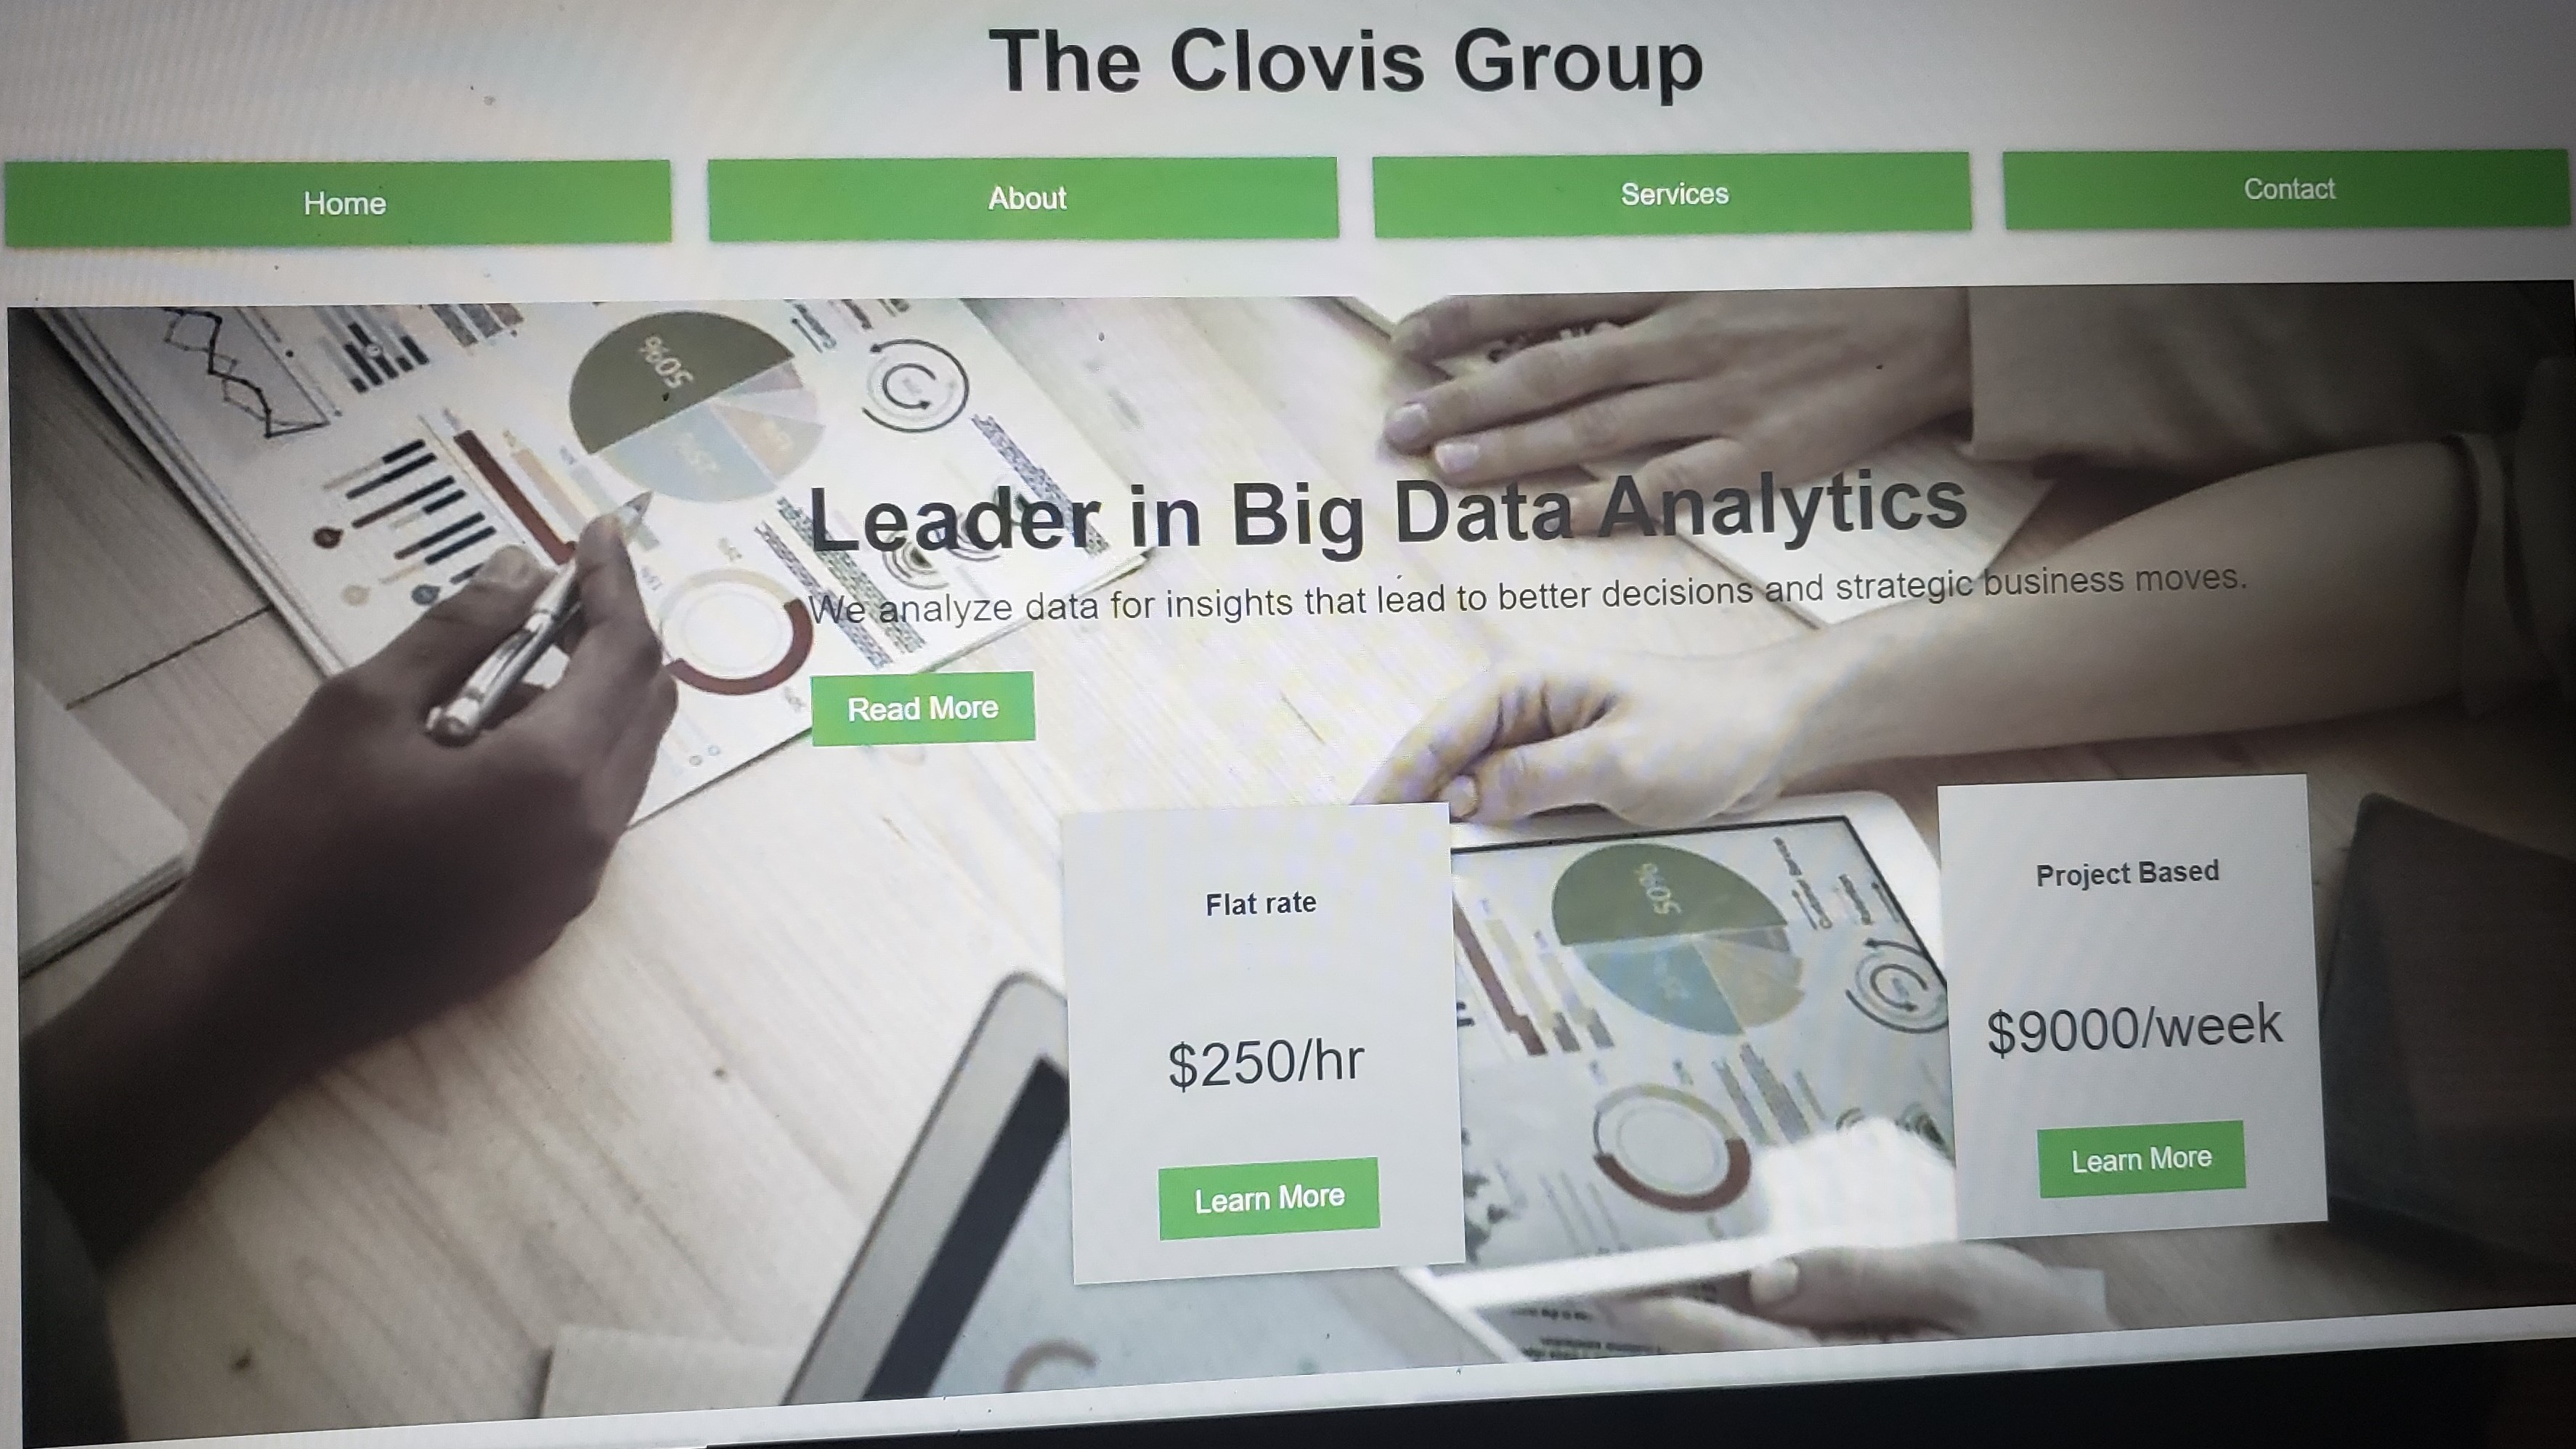 The Clovis Group
Home
About
Services
Contact
50%
Leader in Big Data Analytics
We analyze data for insights that lead to better decisions and strategic business moves.
Read More
Flat rate
$250/hr
Learn More
50%
Project Based
$9000/week
Learn More